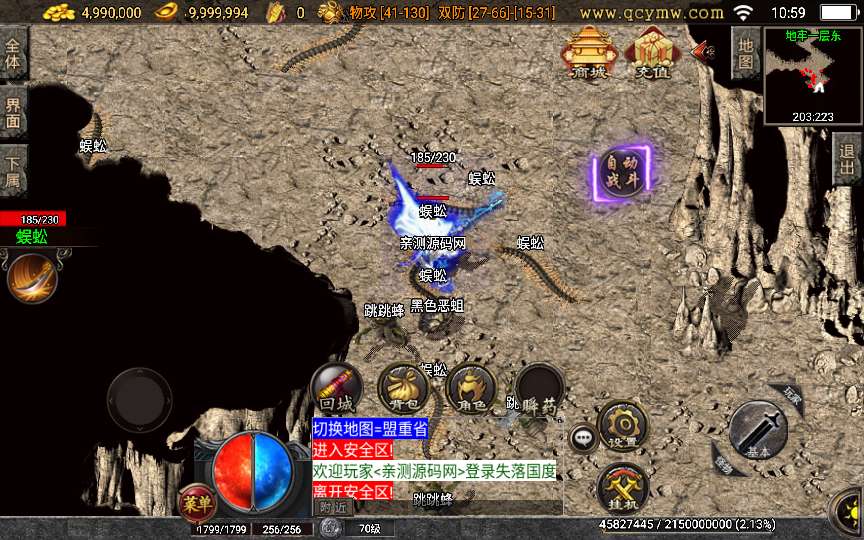 4,990,000
9,999,994
0
物攻 [41-130]
双防 [27-66]-[15-31]
www.qcymw.com
10:59
全体
界面
下属
商城
充值
地图
地牢一层东
203:223
退出
自动
战斗
蜈蚣
185/230
蜈蚣
蜈蚣
185/230
蜈蚣
亲测源码网
蜈蚣
蜈蚣
跳跳蜂
黑色恶蛆
蜈蚣
回城
背包
角色
跳
瞬药
玩家
基本
怪物
设置
挂机
切换地图=盟重省
进入安全区!
欢迎玩家<亲测源码网>登录失落国度
离开安全区!
附近
跳跳蜂
菜单
1799/1799
256/256
70级
45827445 / 2150000000 (2.13%)